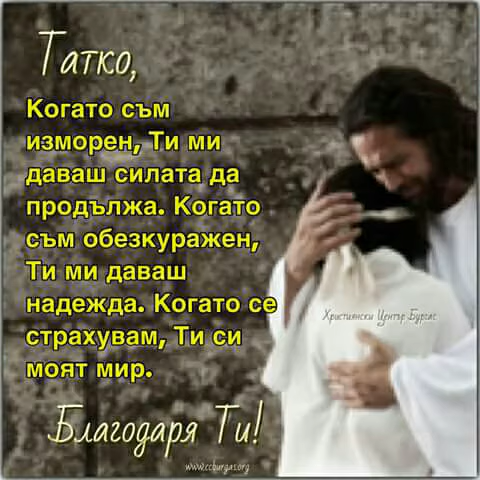 Татко,
Когато съм
изморен, Ти ми
даваш силата да
продължа. Когато
съм обезкуражен,
Ти ми даваш
надежда. Когато се
страхувам, Ти си
моят мир.
Християнски Център Бургас
Благодаря Ти!
www.ccburgas.org